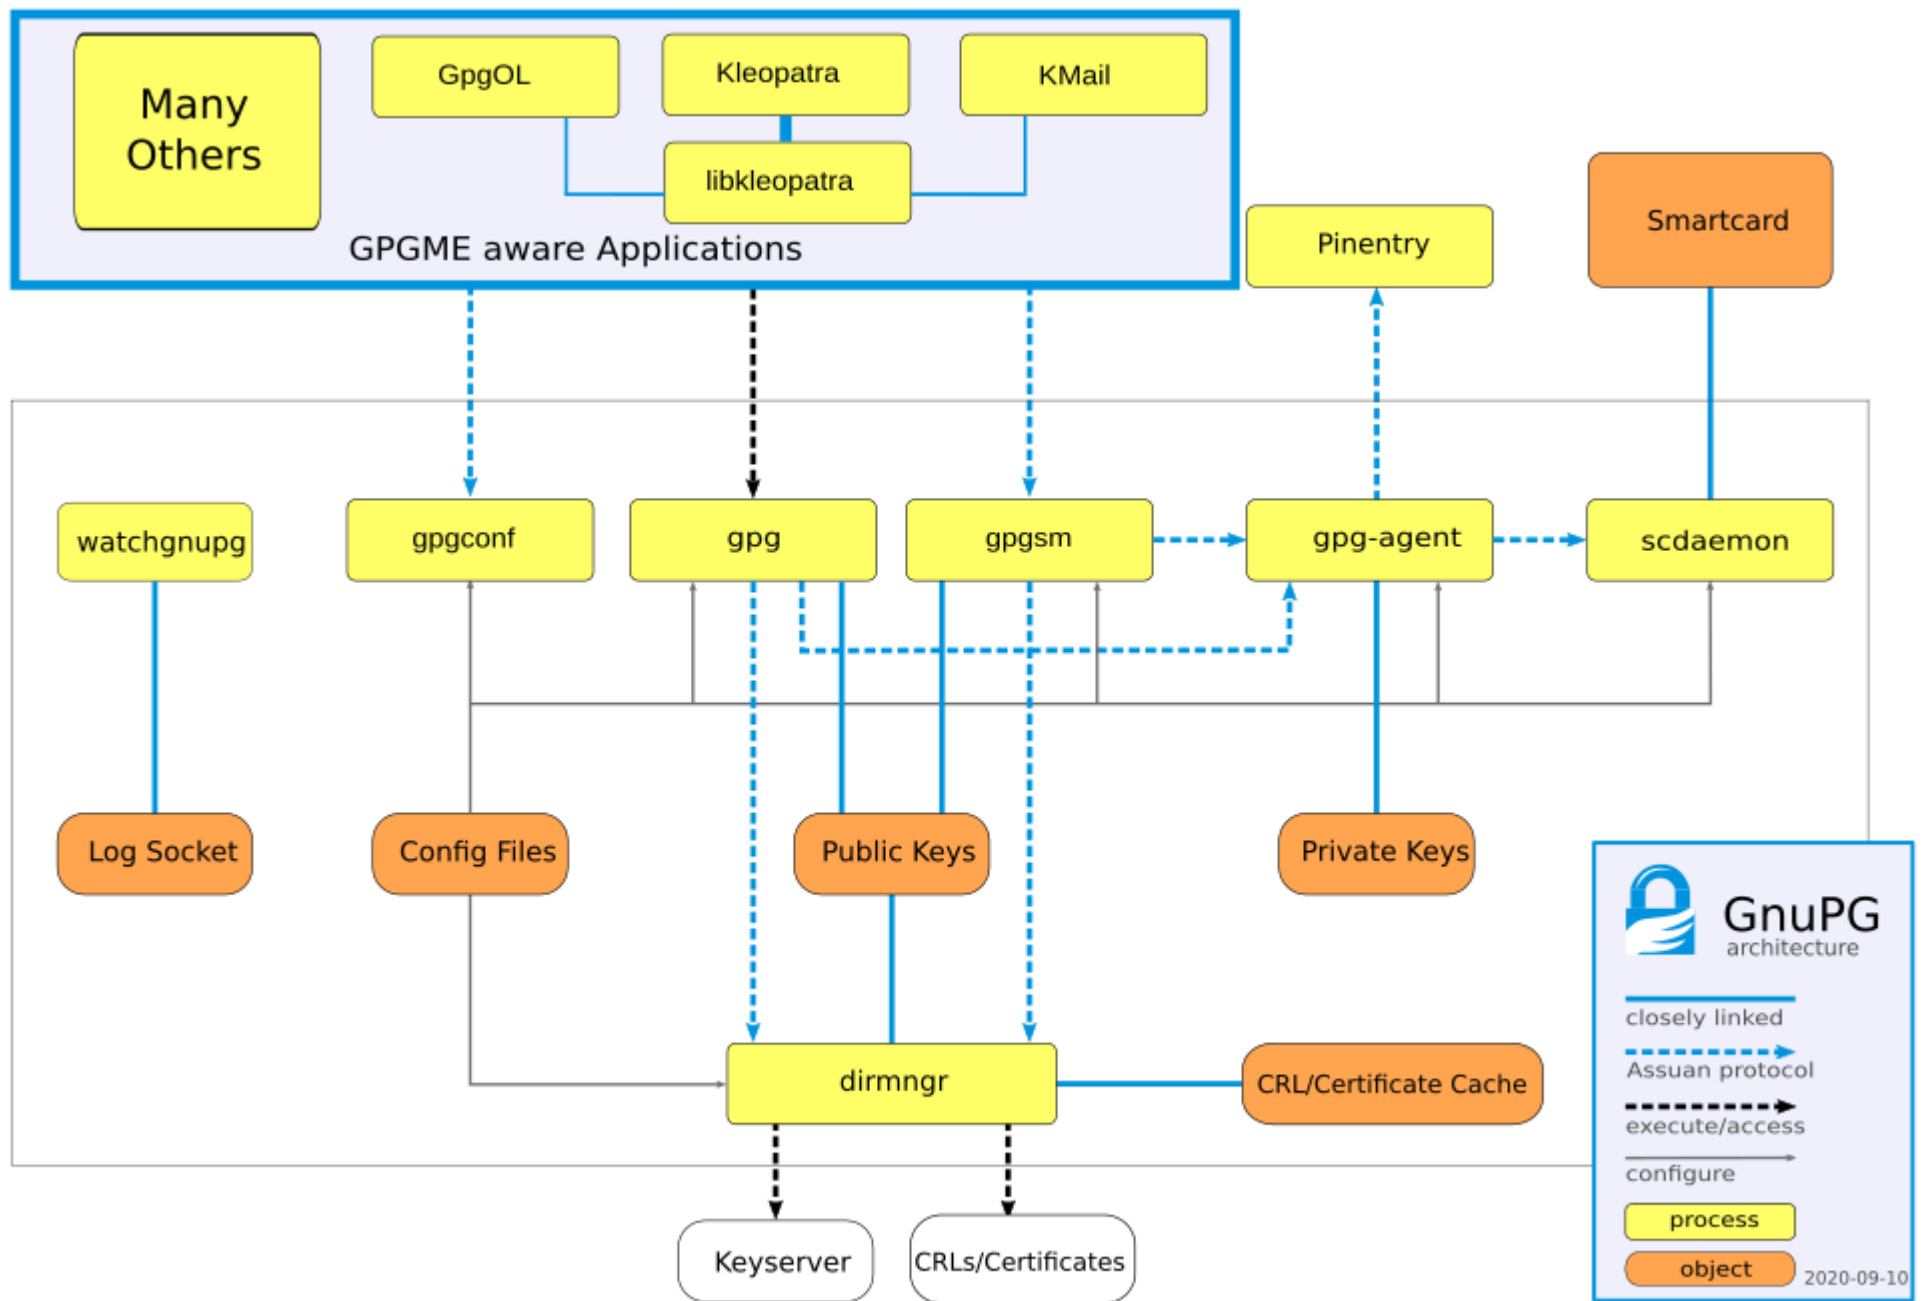 Many
Others
GpgOL
Kleopatra
KMail
libkleopatra
GPGME aware Applications
Pinentry
Smartcard
watchgnupg
gpgconf
gpg
gpgsm
gpg-agent
scdaemon
Log Socket
Config Files
Public Keys
Private Keys
dirmngr
CRL/Certificate Cache
Keyserver
CRLs/Certificates
GnuPG
architecture
closely linked
Assuan protocol
execute/access
configure
process
object
2020-09-10